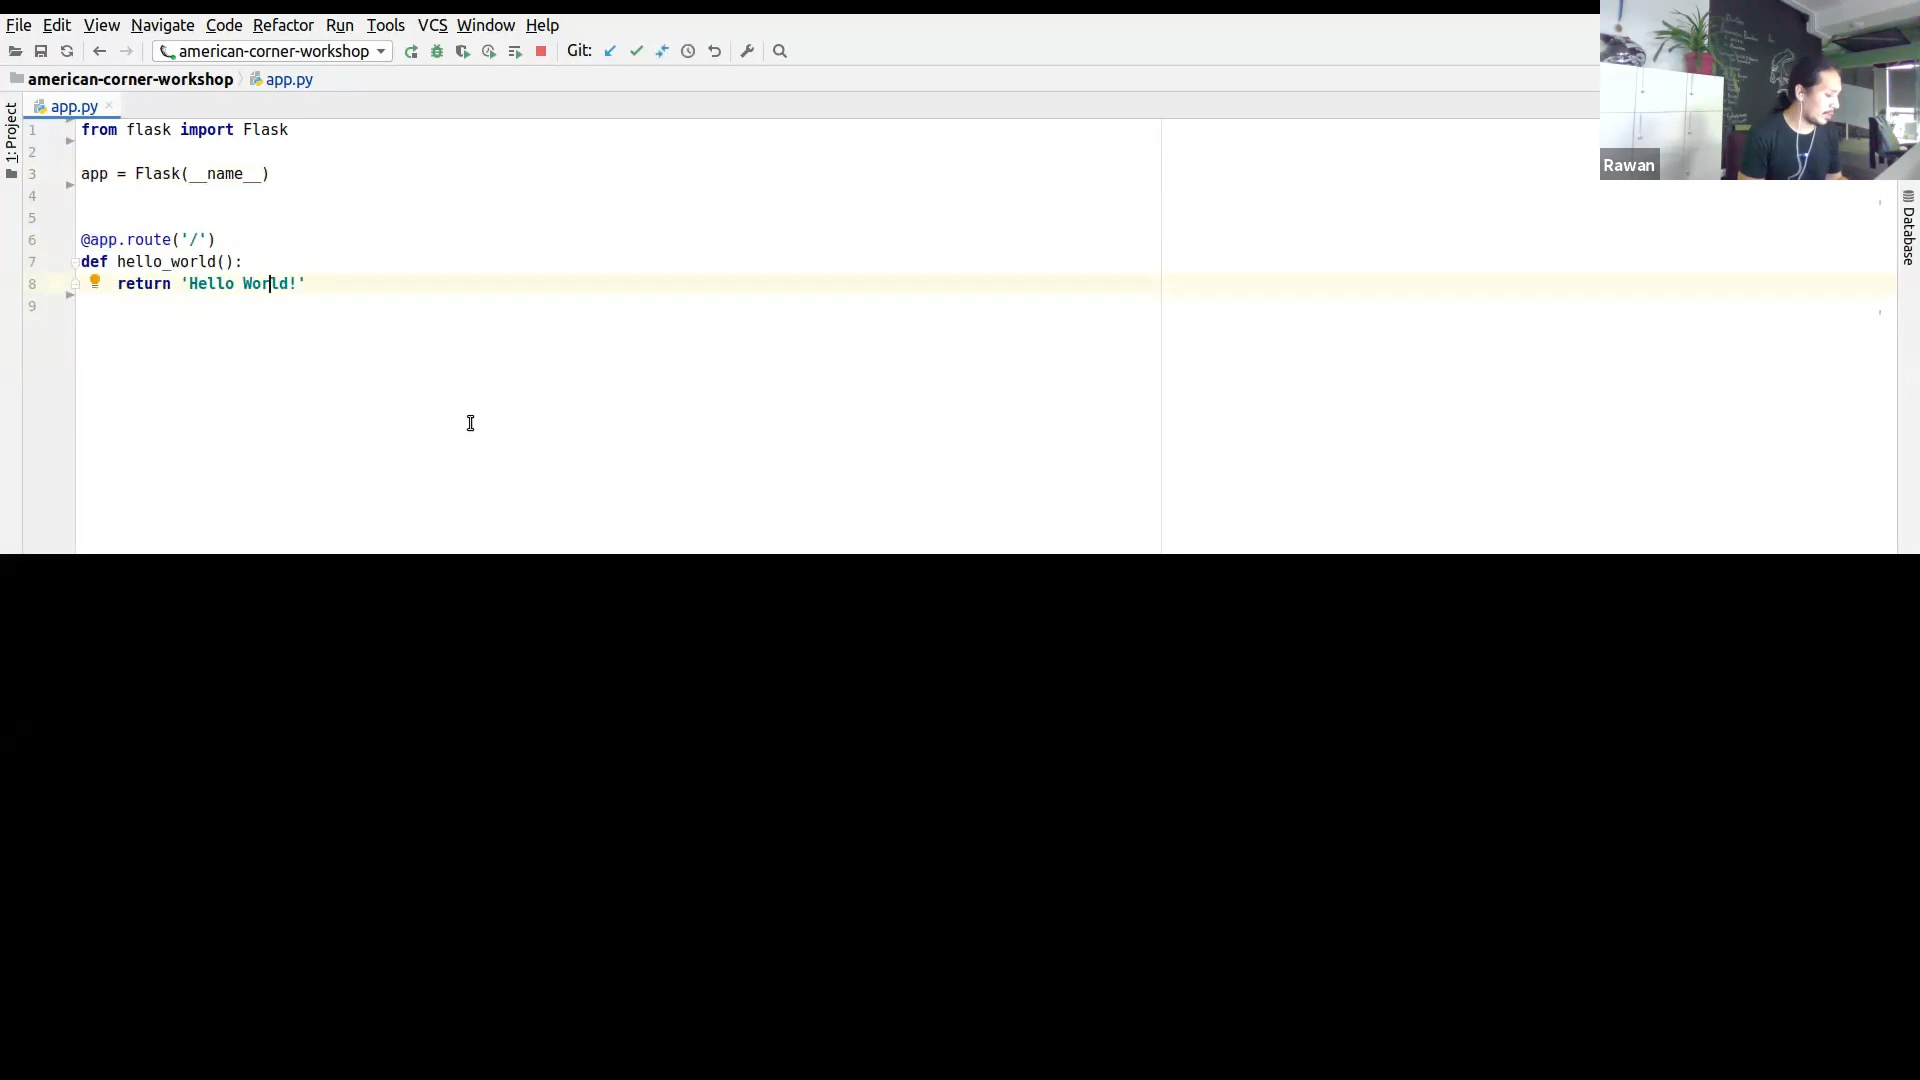 File Edit View Navigate Code Refactor Run Tools VCS Window Help
american-corner-workshop Git:
american-corner-workshop app.py
app.py
1: Project
1 from flask import Flask
2
3 app = Flask(__name__)
4
5
6 @app.route('/')
7 def hello_world():
8 return 'Hello World!'
9
Rawan
Database